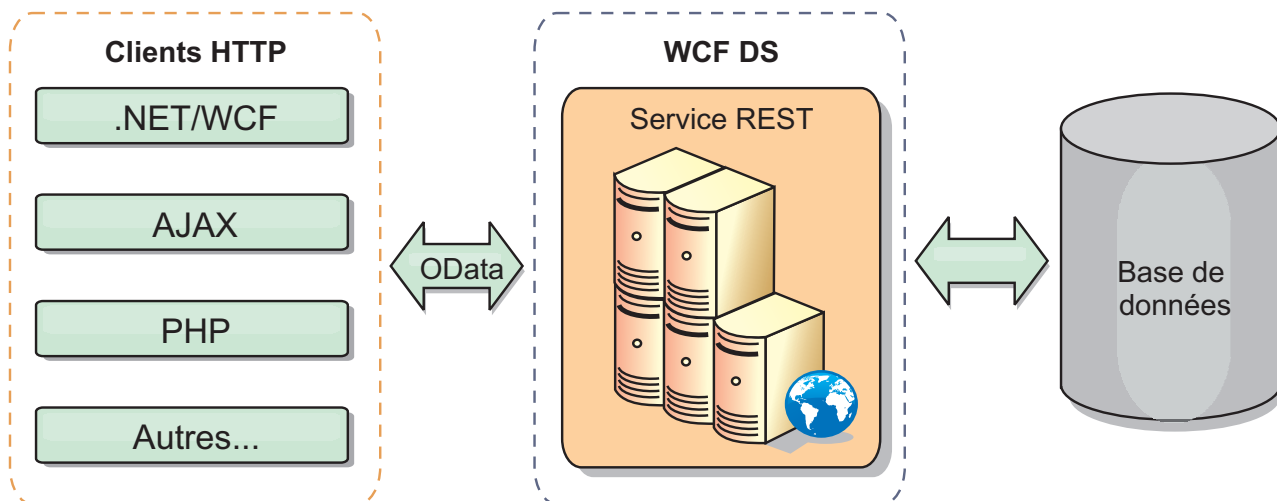 Clients HTTP
.NET/WCF
AJAX
PHP
Autres...
OData
WCF DS
Service REST
Base de
données